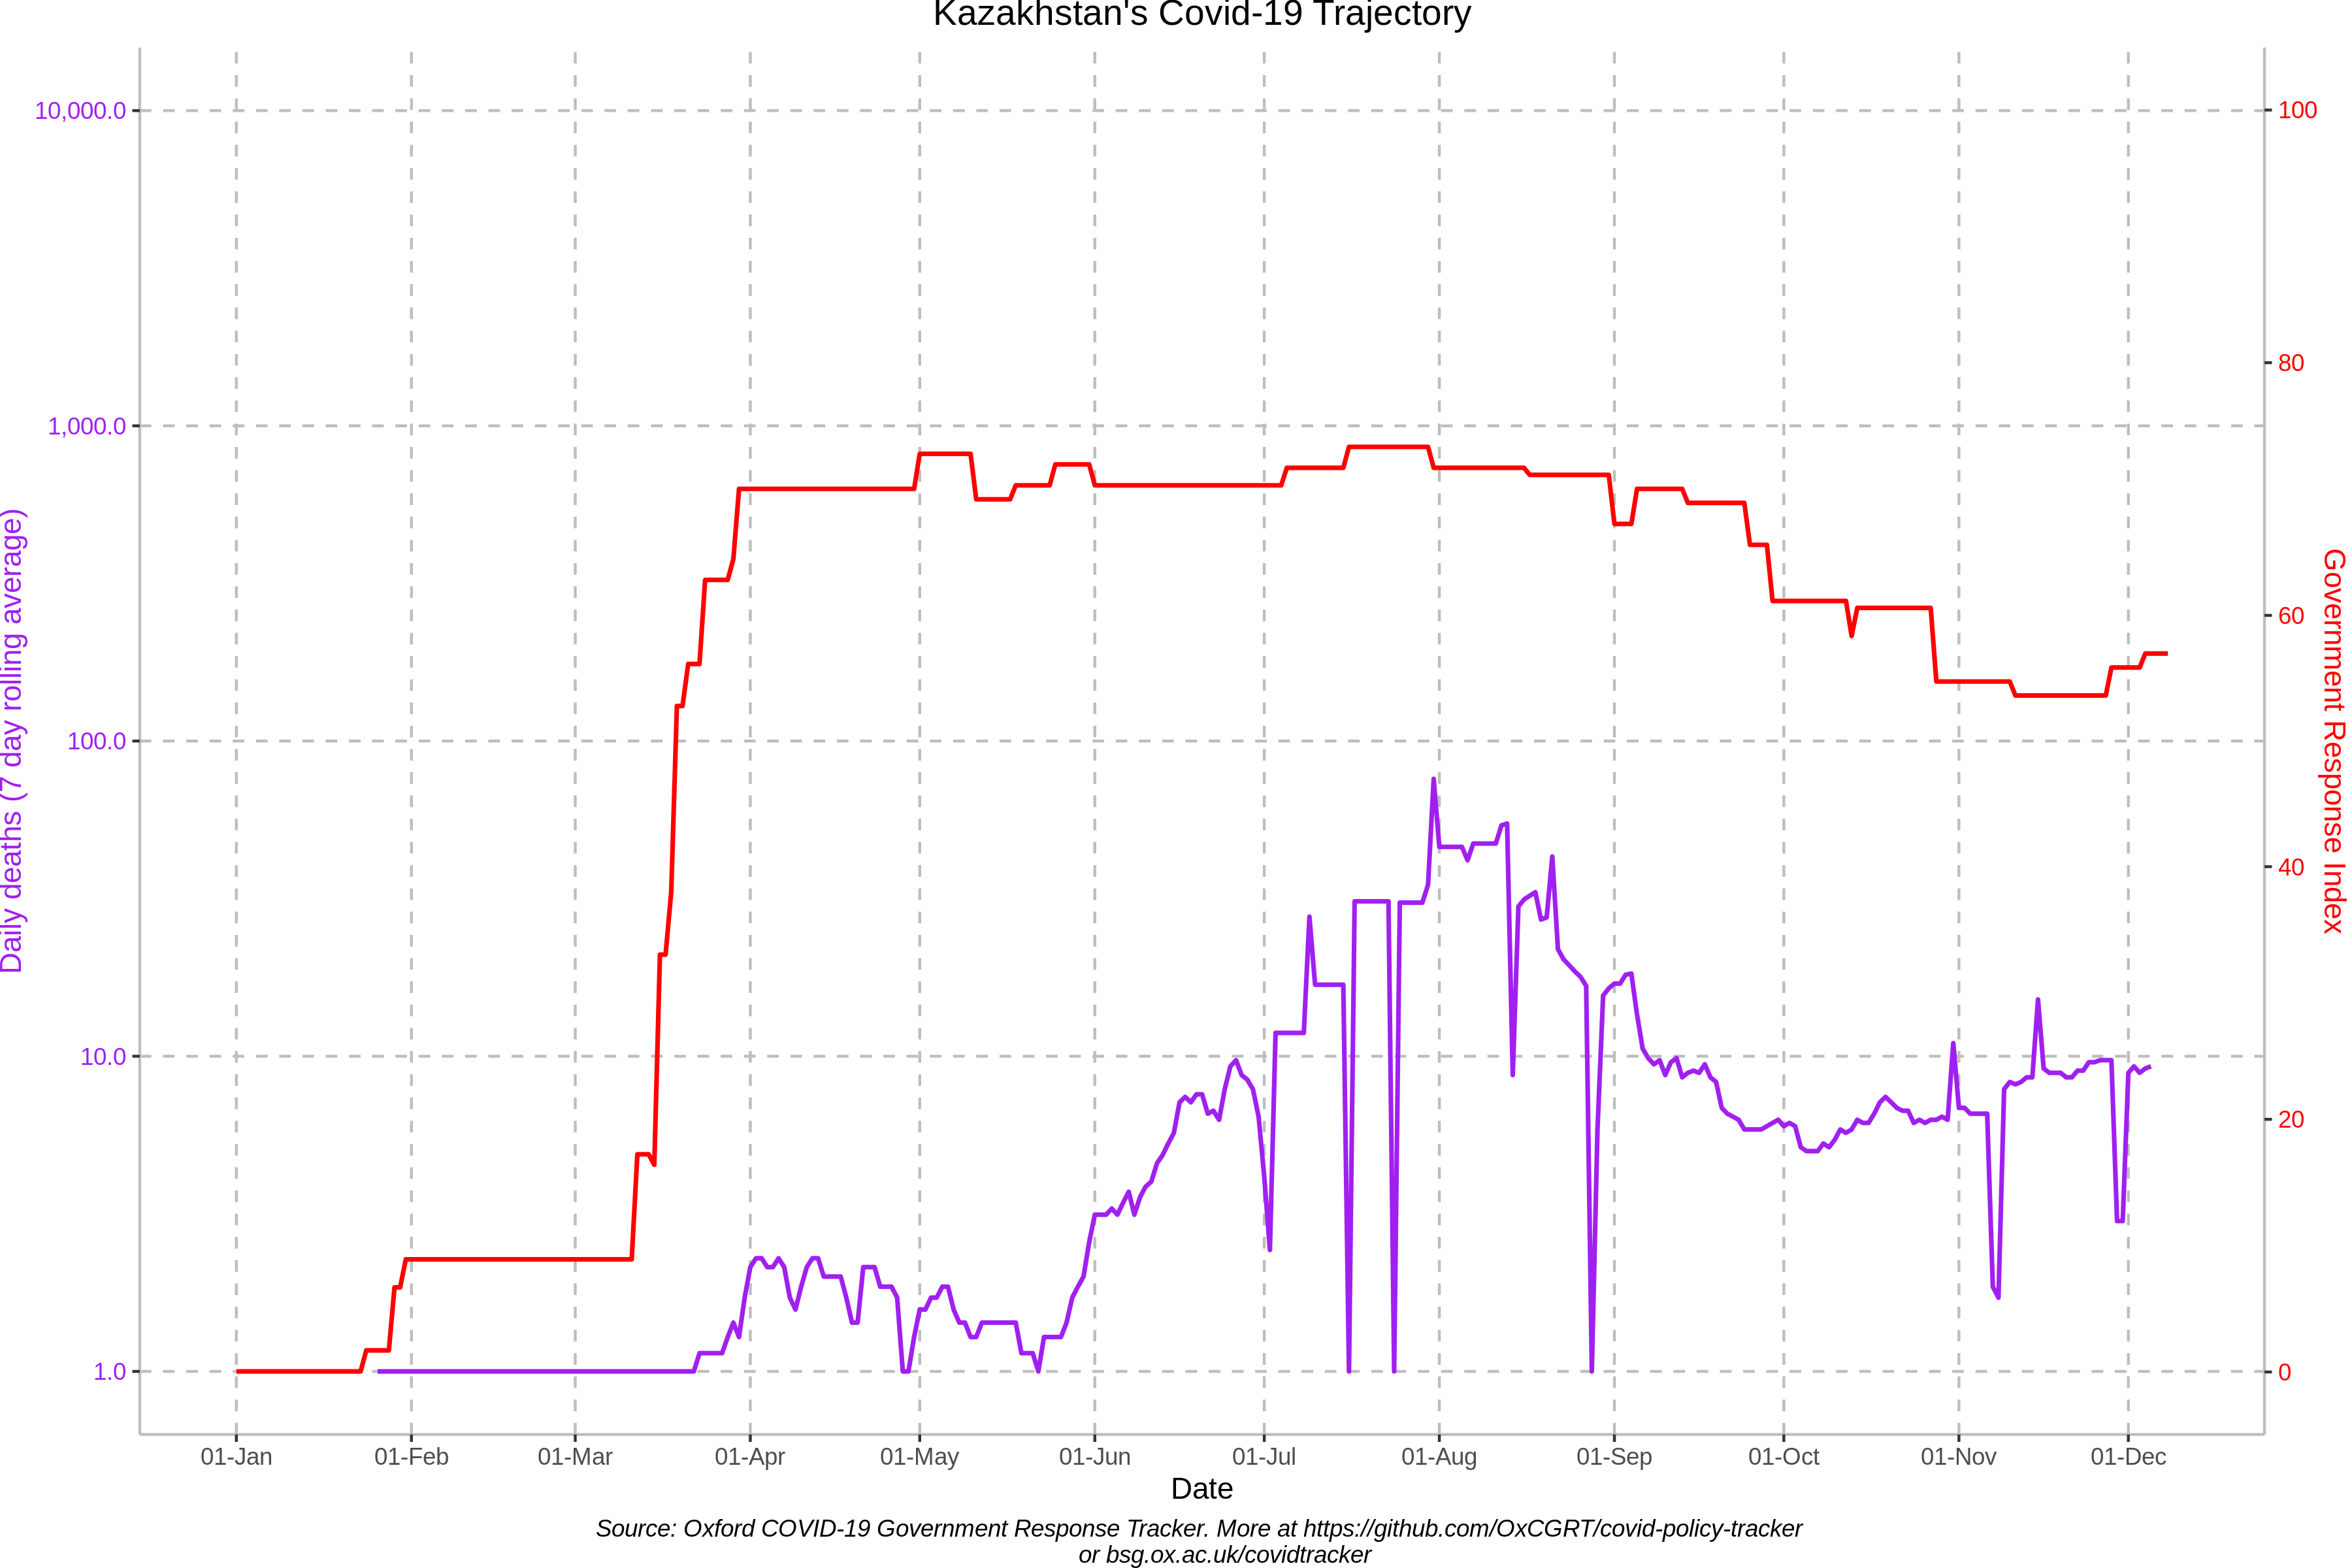 Kazakhstan's Covid-19 Trajectory
10,000.0
1,000.0
100.0
10.0
1.0
Daily deaths (7 day rolling average)
100
80
60
40
20
0
Government Response Index
01-Jan
01-Feb
01-Mar
01-Apr
01-May
01-Jun
01-Jul
01-Aug
01-Sep
01-Oct
01-Nov
01-Dec
Date
Source: Oxford COVID-19 Government Response Tracker. More at https://github.com/OxCGRT/covid-policy-tracker
or bsg.ox.ac.uk/covidtracker